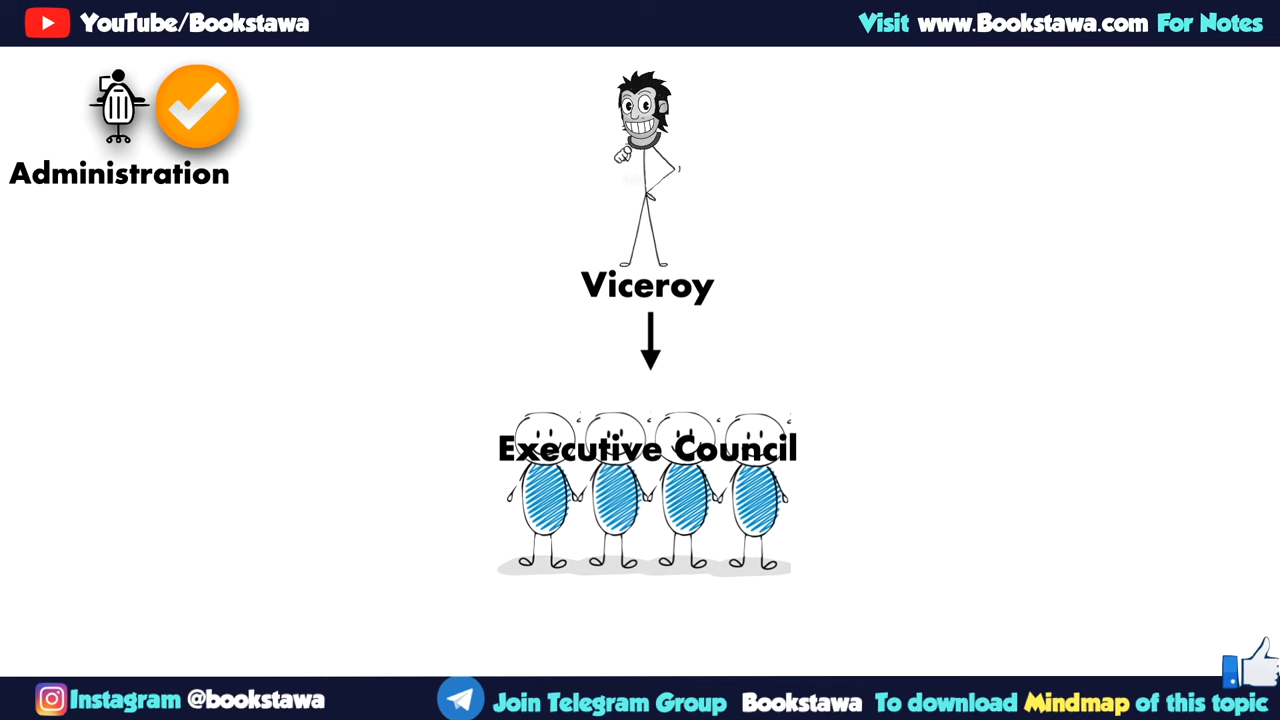 YouTube/Bookstawa
Visit www.Bookstawa.com For Notes
Administration
Viceroy
Executive Council
Instagram @bookstawa
Join Telegram Group Bookstawa To download Mindmap of this topic